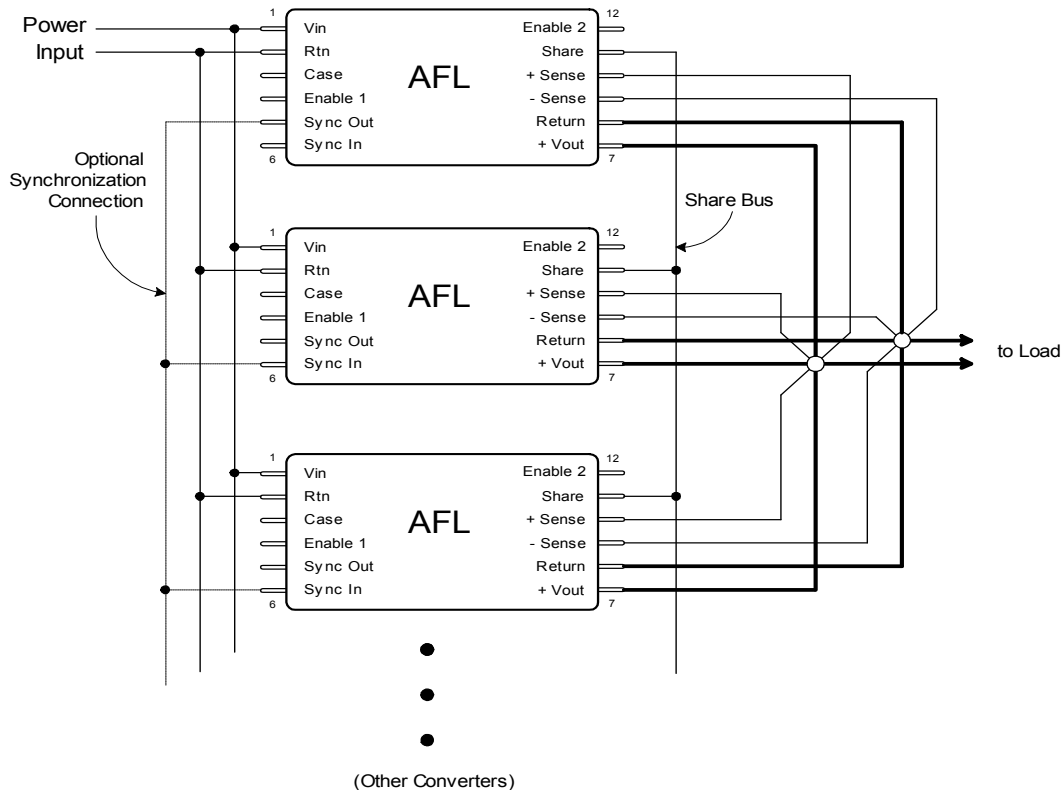 Power
Input
1
Vin
Rtn
Case
Enable 1
Sync Out
Sync In
6
AFL
12
Enable 2
Share
+ Sense
- Sense
Return
+ Vout
7
Optional
Synchronization
Connection
Share Bus
1
Vin
Rtn
Case
Enable 1
Sync Out
Sync In
6
AFL
12
Enable 2
Share
+ Sense
- Sense
Return
+ Vout
7
to Load
1
Vin
Rtn
Case
Enable 1
Sync Out
Sync In
6
AFL
12
Enable 2
Share
+ Sense
- Sense
Return
+ Vout
7
(Other Converters)